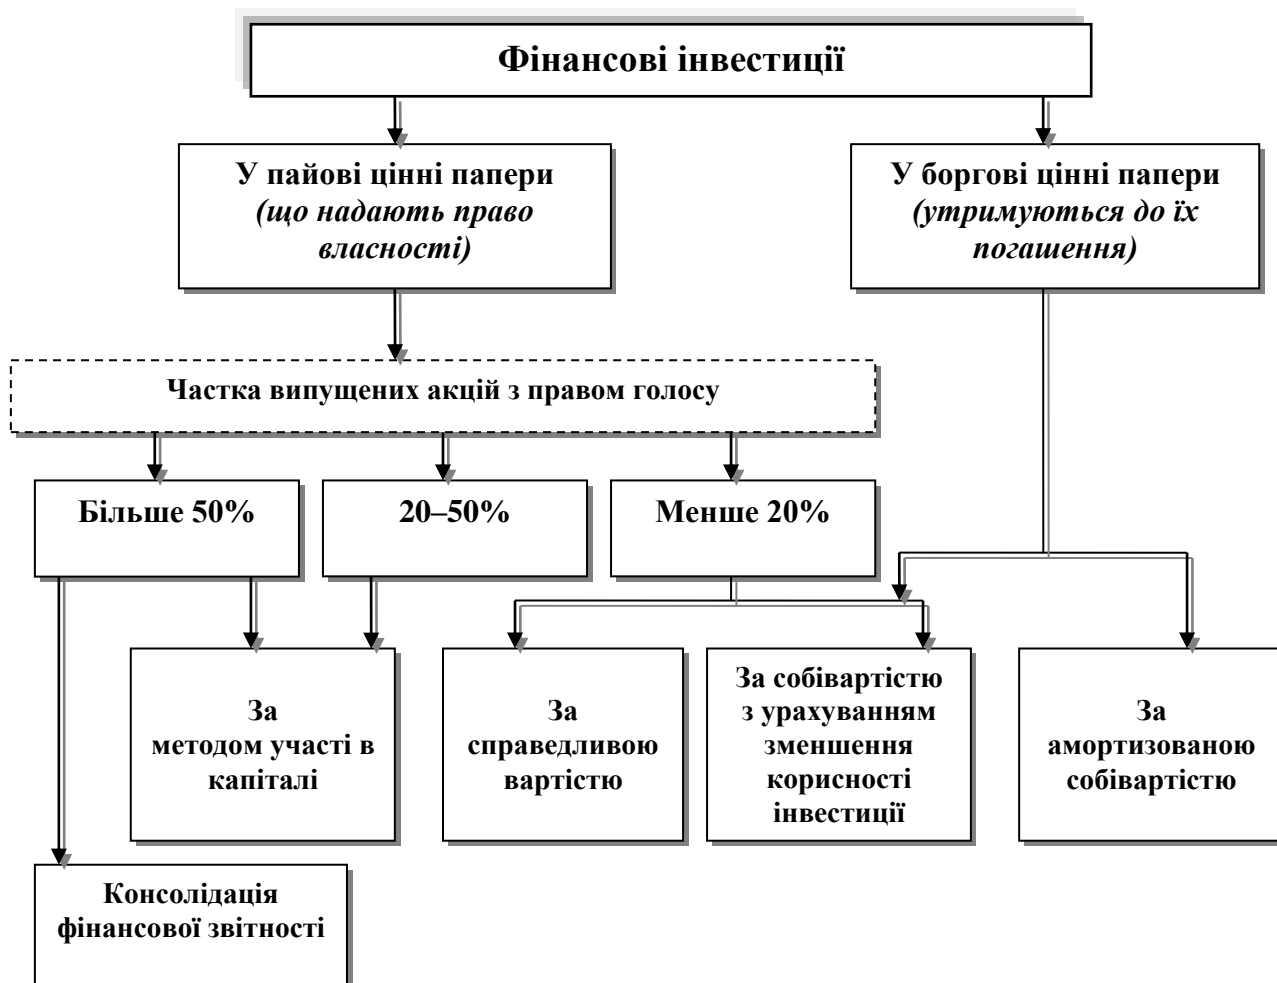 Фінансові інвестиції
У пайові цінні папери
(що надають право
власності)
У боргові цінні папери
(утримуються до їх
погашення)
Частка випущених акцій з правом голосу
Більше 50%
20–50%
Менше 20%
За
методом участі в
капіталі
За
справедливою
вартістю
За собівартістю
з урахуванням
зменшення
корисності
інвестиції
За
амортизованою
собівартістю
Консолідація
фінансової звітності